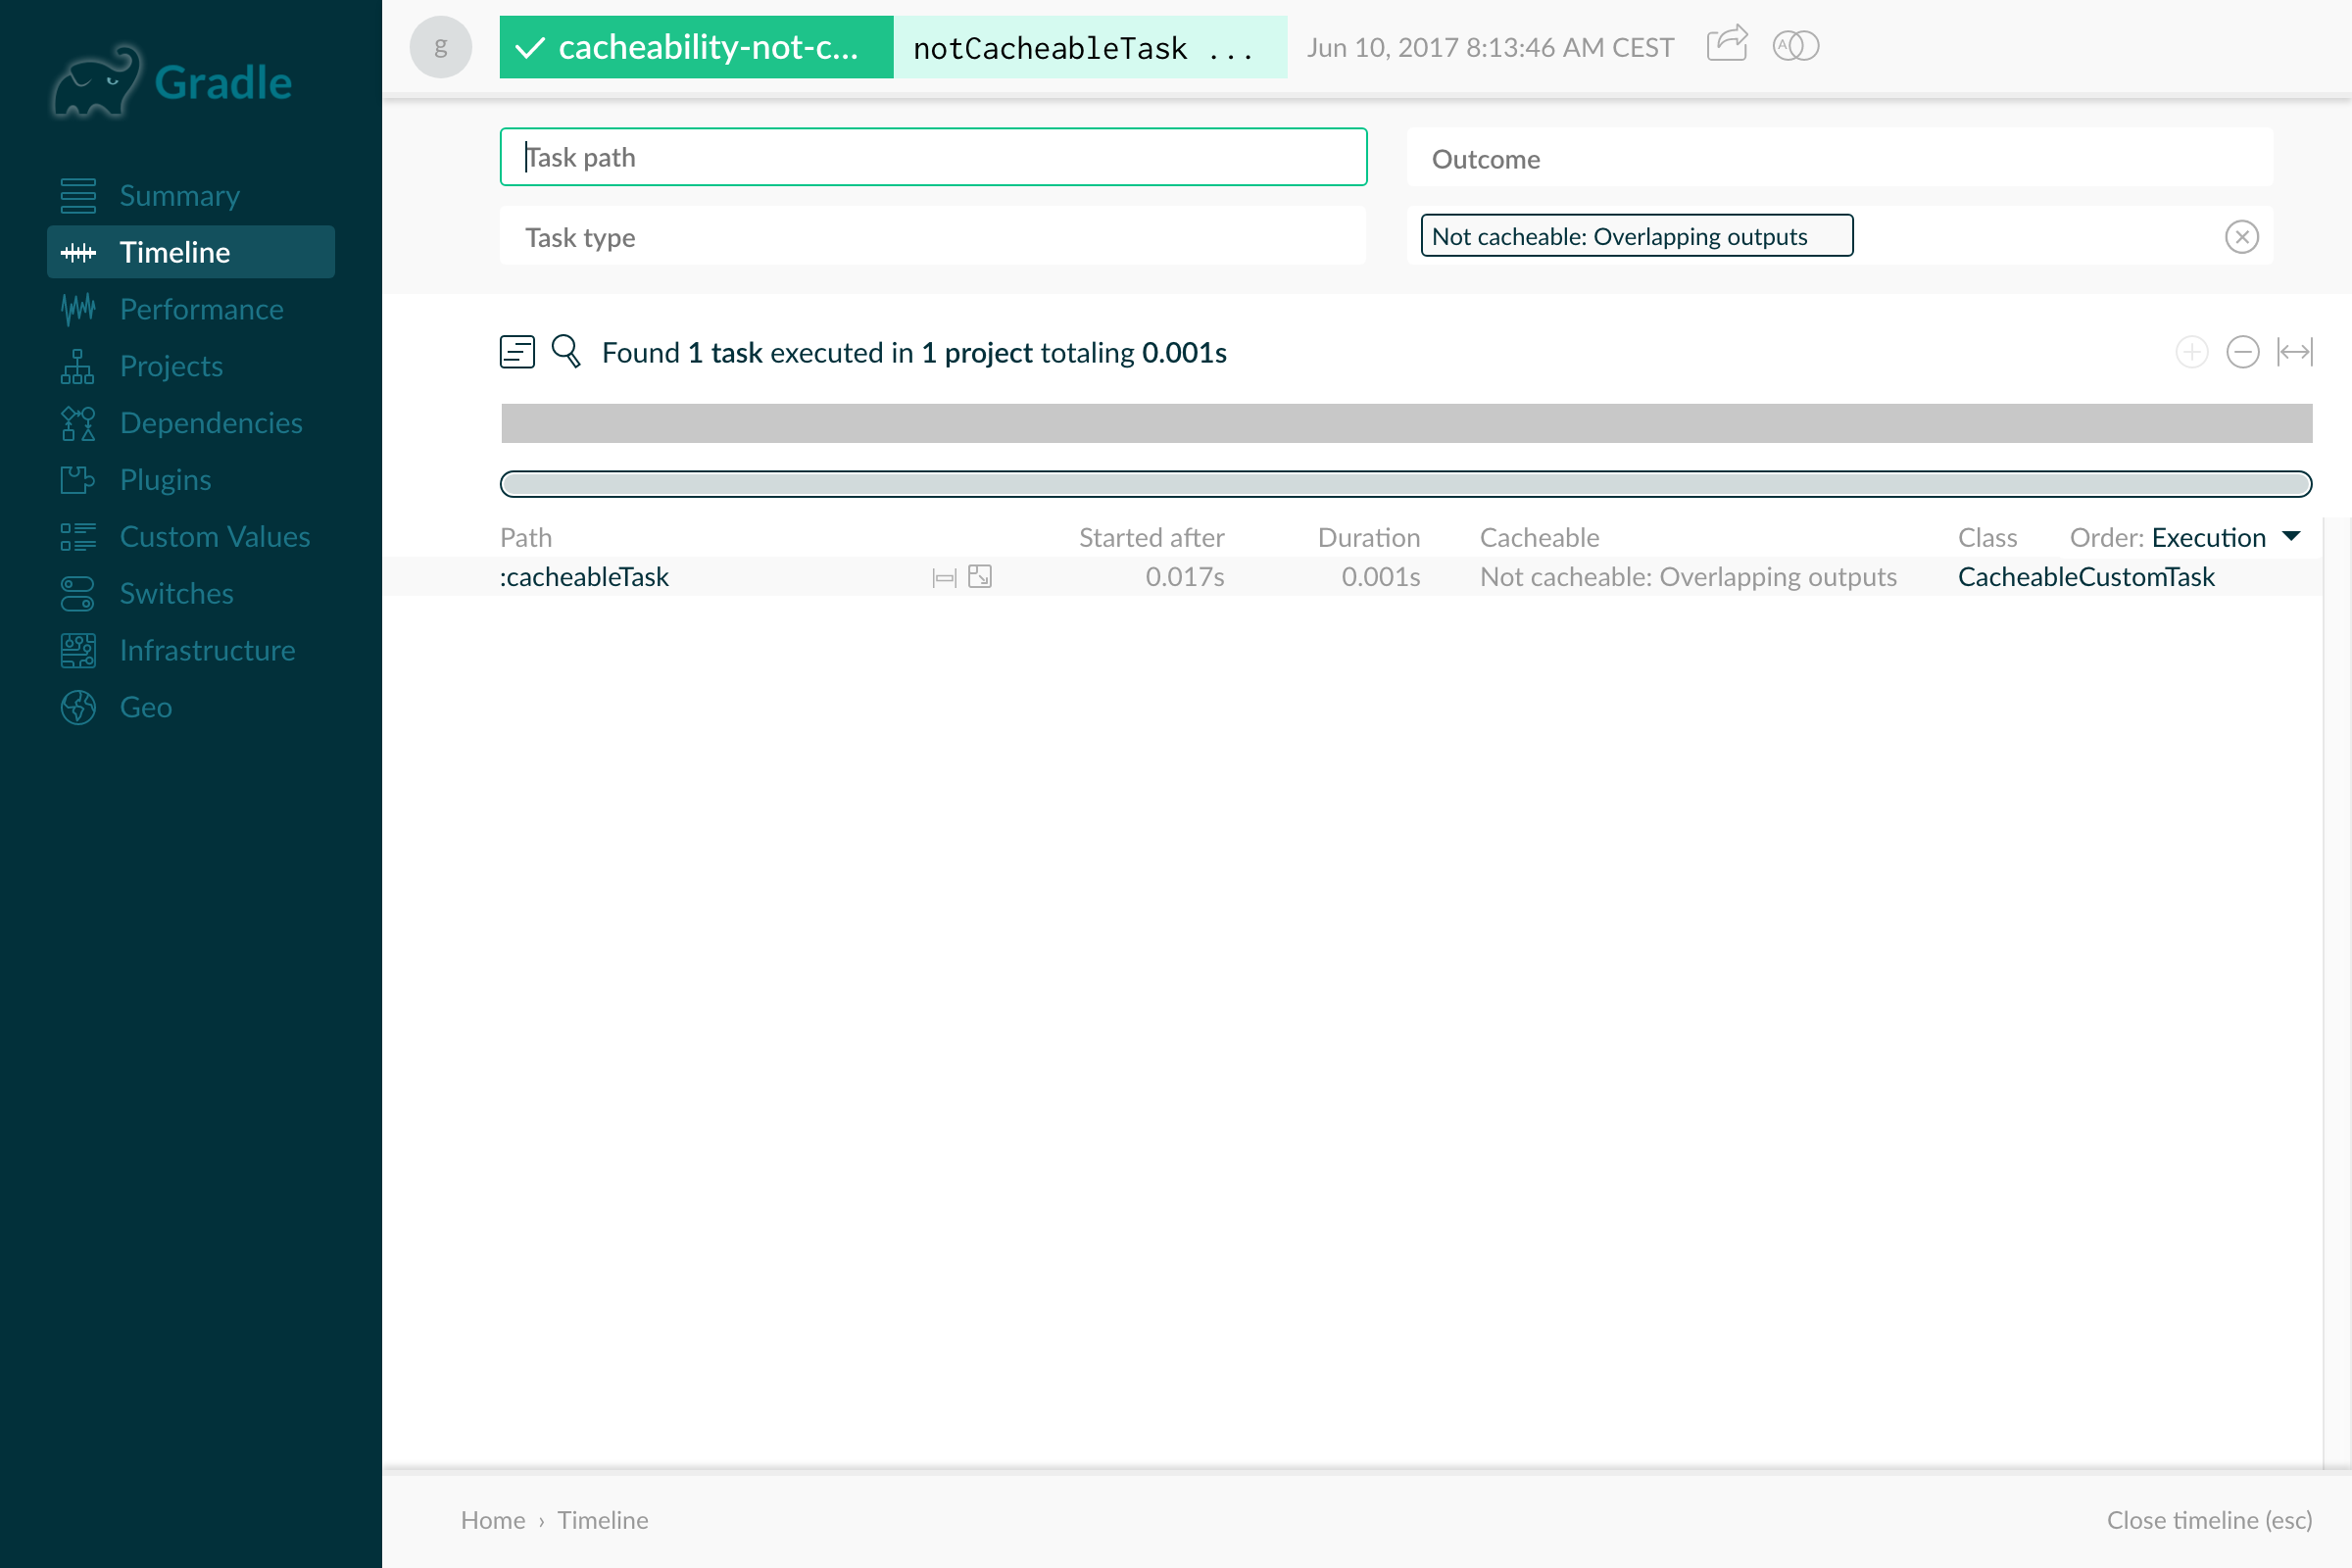 Gradle
Summary
Timeline
Performance
Projects
Dependencies
Plugins
Custom Values
Switches
Infrastructure
Geo
g
cacheability-not-c... notCacheableTask ... Jun 10, 2017 8:13:46 AM CEST A
Task path Outcome
Task type Not cacheable: Overlapping outputs
Found 1 task executed in 1 project totaling 0.001s
Path Started after Duration Cacheable Class Order: Execution
:cacheableTask 0.017s 0.001s Not cacheable: Overlapping outputs CacheableCustomTask
Home › Timeline Close timeline (esc)